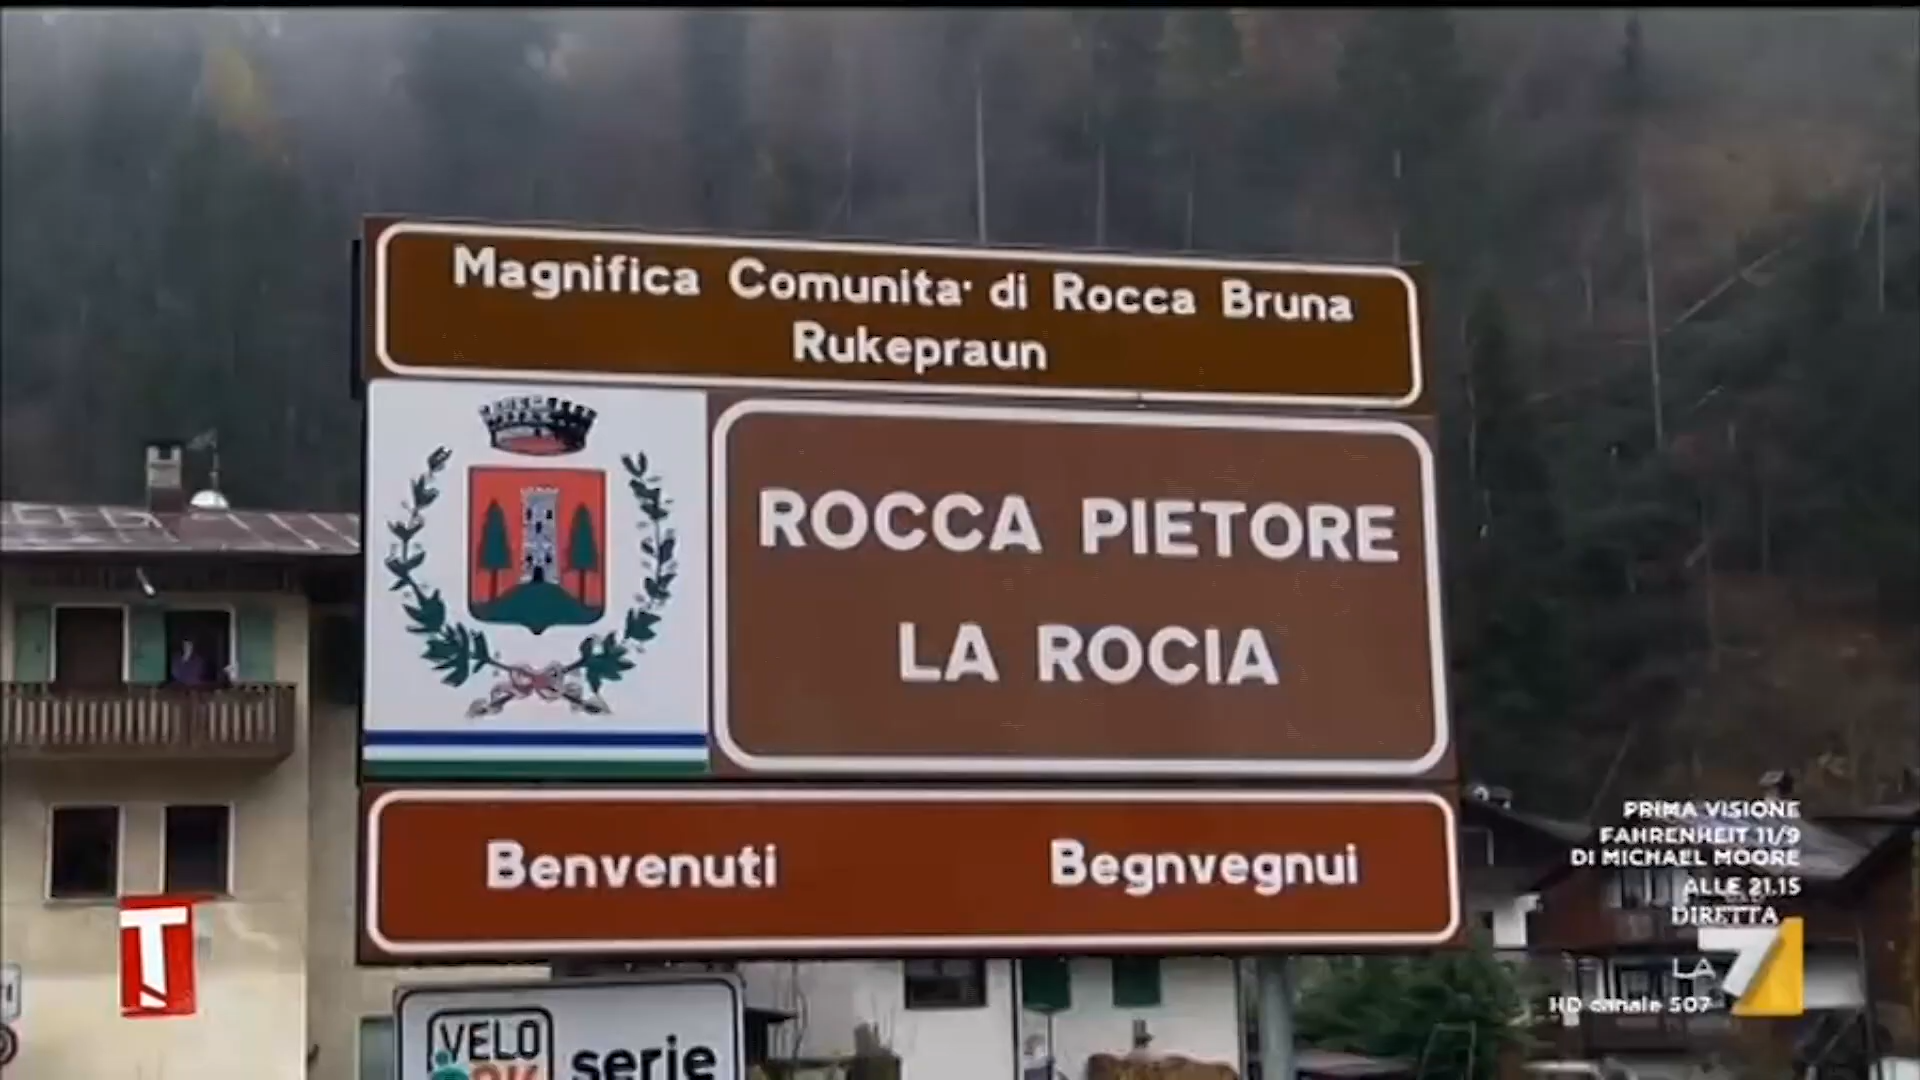 Magnifica Comunita' di Rocca Bruna
Rukepraun
ROCCA PIETORE
LA ROCIA
Benvenuti Begnvegnui
VELO
serie
PRIMA VISIONE
FAHRENHEIT 11/9
DI MICHAEL MOORE
ALLE 21.15
DIRETTA
LA 7
HD canale 507
T